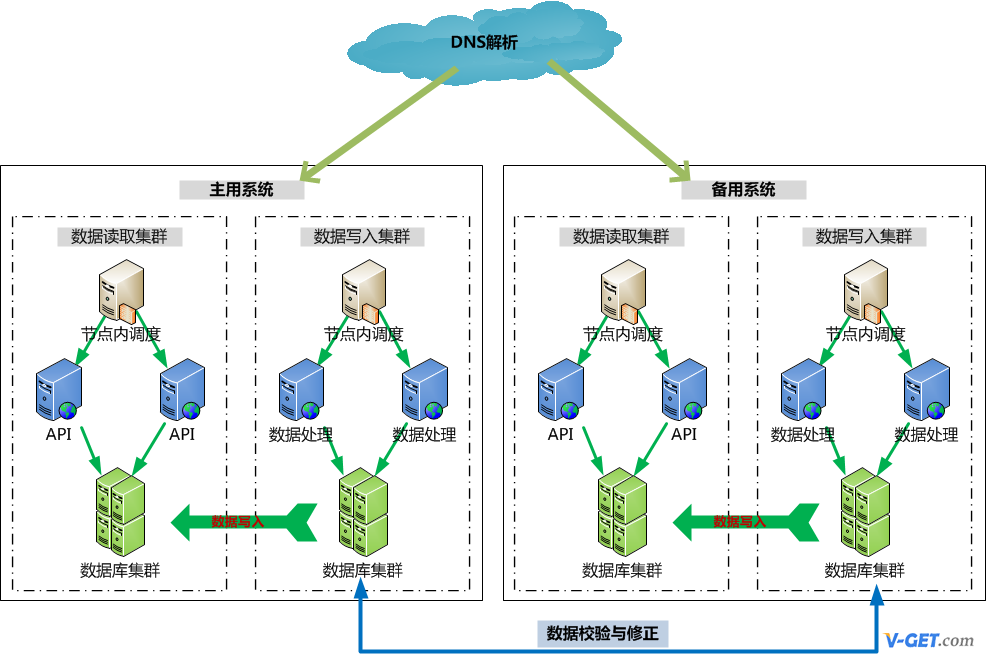 DNS解析
主用系统
备用系统
数据读取集群
数据写入集群
数据读取集群
数据写入集群
节点内调度
节点内调度
节点内调度
节点内调度
API
API
数据处理
数据处理
API
API
数据处理
数据处理
数据写入
数据写入
数据库集群
数据库集群
数据库集群
数据库集群
数据校验与修正
V-GET.com